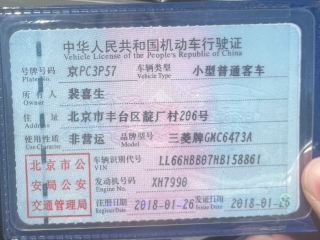 中华人民共和国机动车行驶证
Vehicle License of the People's Republic of China
号牌号码 京PC3P57 车辆类型 小型普通客车
Plate No. Vehicle Type
所有人 裴喜生
Owner
住址 北京市丰台区靛厂村206号
Address
使用性质 非营运 品牌型号 三菱牌GMC6473A
Use Character Model
北京市公
安局公安
交通管理局
车辆识别代号 LL66HBB07HB158861
VIN
发动机号码 XH7990
Engine No.
注册日期 2018-01-26 发证日期 2018-01-26
Register Date Issue Date